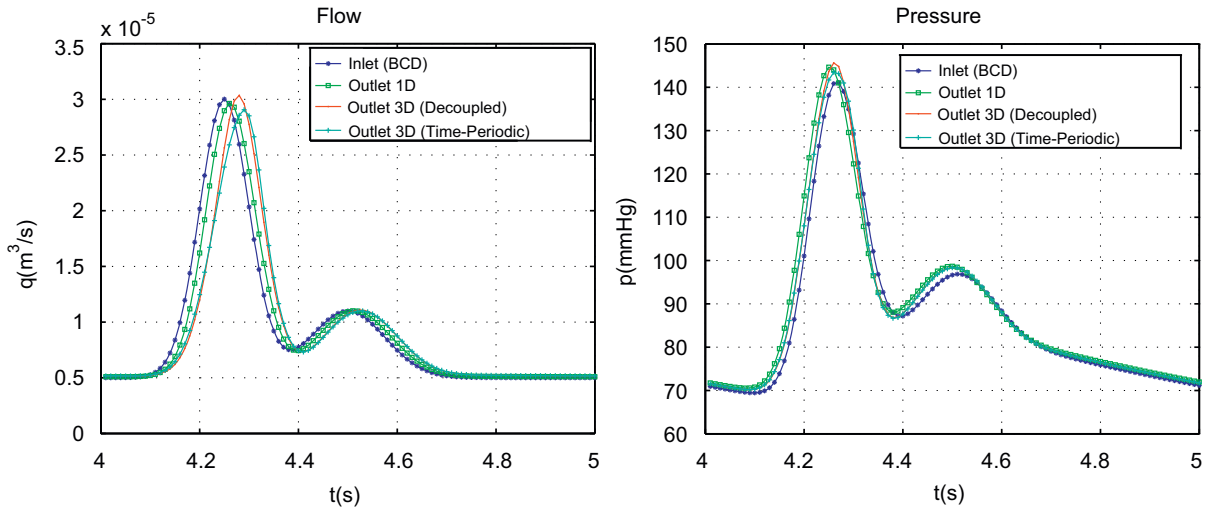 Flow
x 10^-5
3.5
3
2.5
2
1.5
1
0.5
0
q(m^3/s)
Inlet (BCD)
Outlet 1D
Outlet 3D (Decoupled)
Outlet 3D (Time-Periodic)
4 4.2 4.4 4.6 4.8 5
t(s)
Pressure
150
140
130
120
110
100
90
80
70
60
p(mmHg)
Inlet (BCD)
Outlet 1D
Outlet 3D (Decoupled)
Outlet 3D (Time-Periodic)
4 4.2 4.4 4.6 4.8 5
t(s)